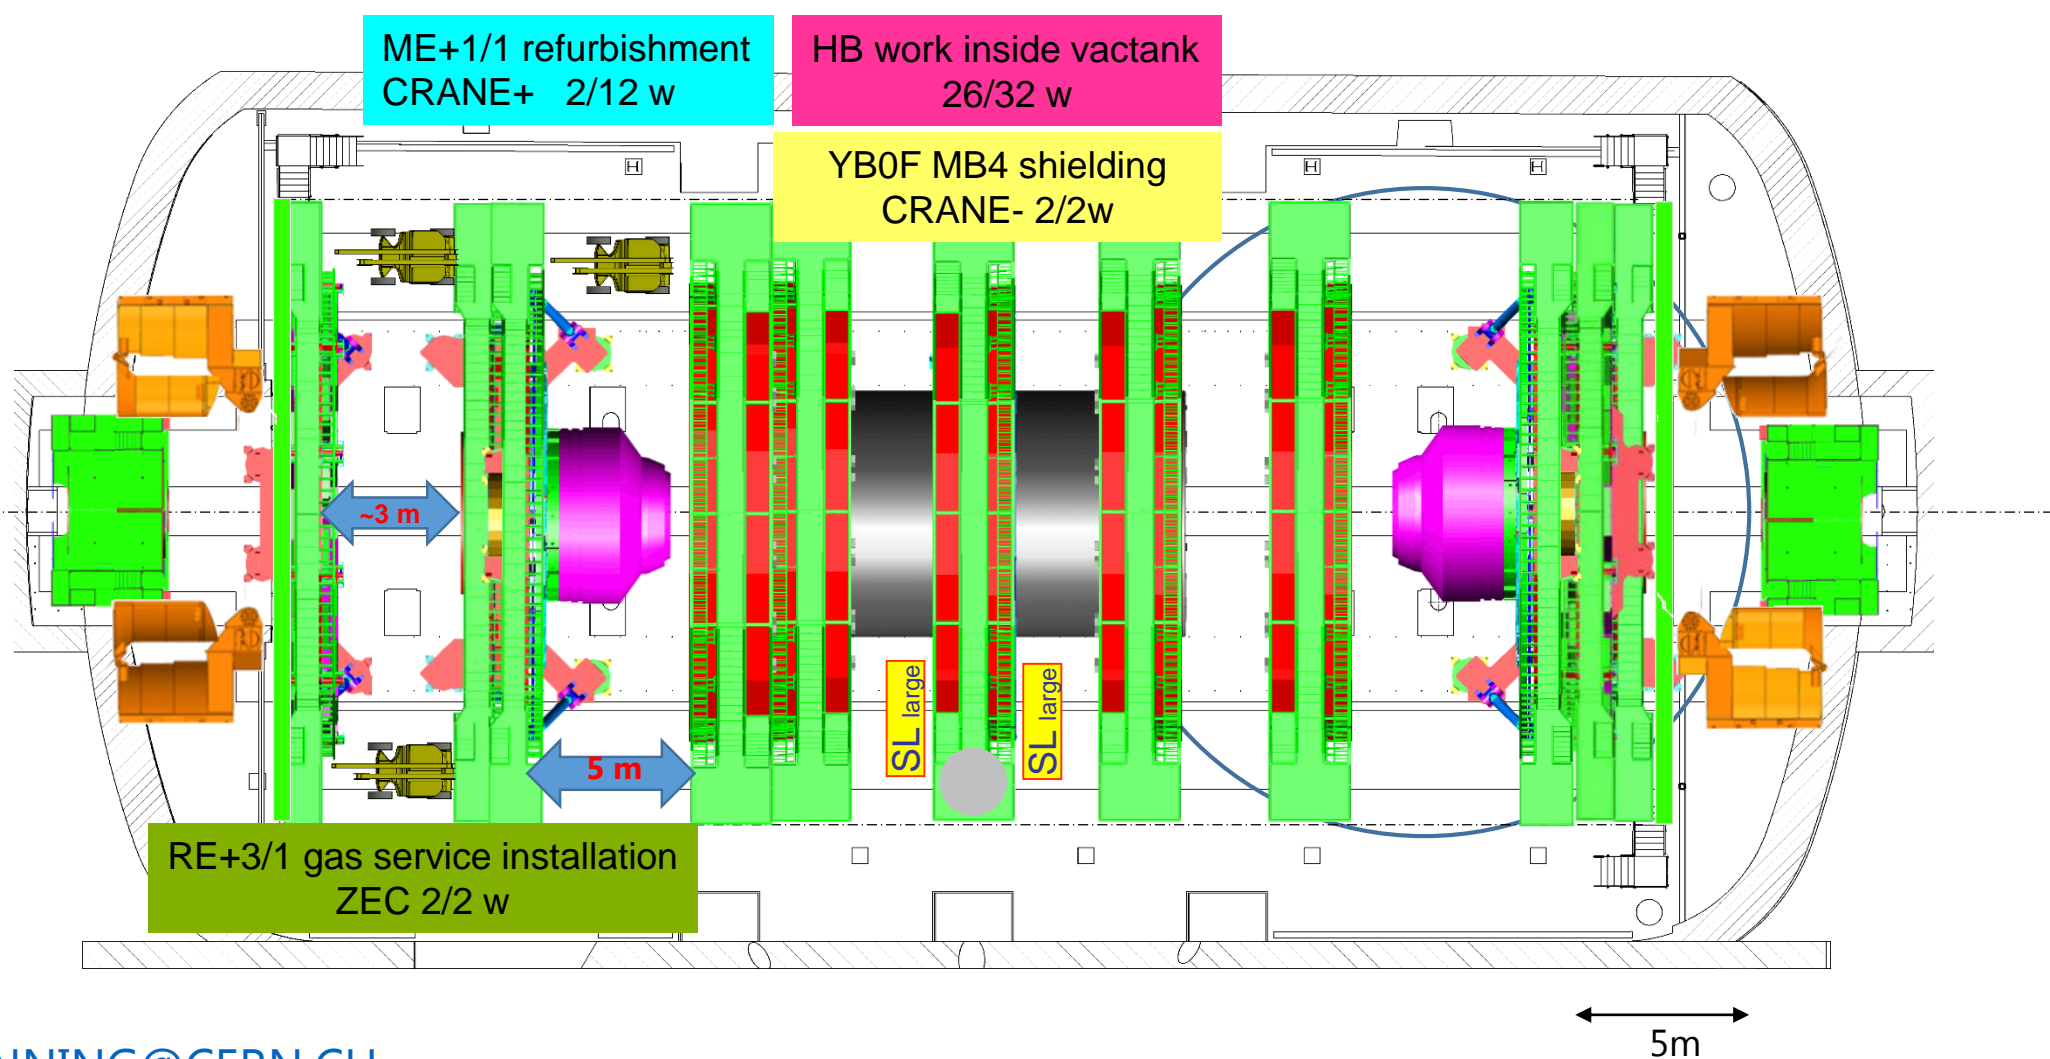 ME+1/1 refurbishment
CRANE+ 2/12 w
HB work inside vactank
26/32 w
YB0F MB4 shielding
CRANE- 2/2w
H
H
H
~3 m
5 m
SL large
SL large
RE+3/1 gas service installation
ZEC 2/2 w
5m